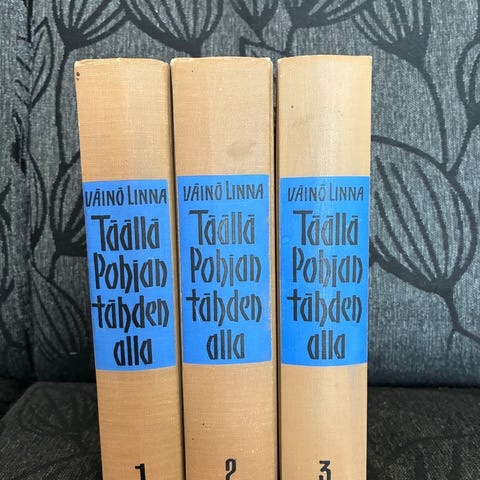 VÄINÖ LINNA
Täällä
Pohjan
tähden
alla
1
VÄINÖ LINNA
Täällä
Pohjan
tähden
alla
2
VÄINÖ LINNA
Täällä
Pohjan
tähden
alla
3